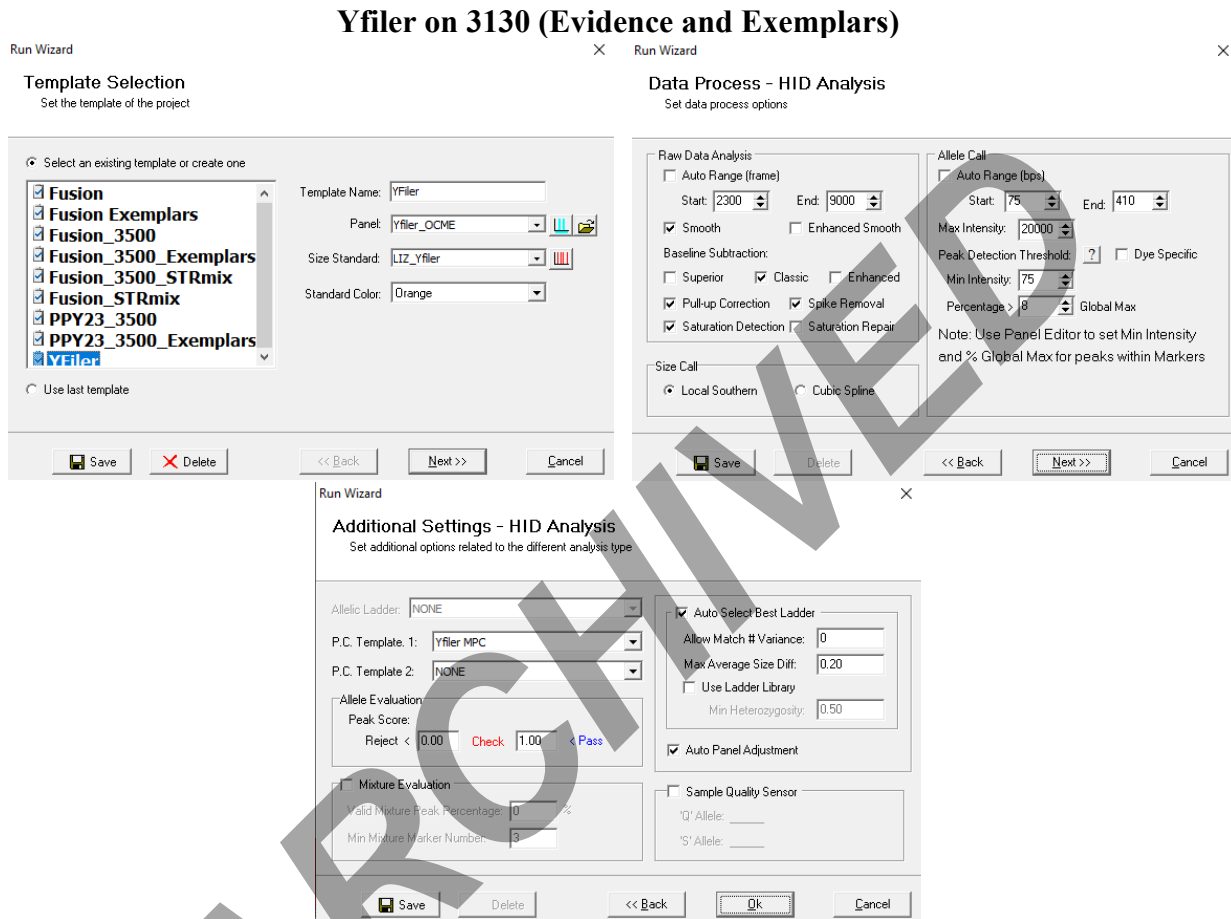 Yfiler on 3130 (Evidence and Exemplars)
Run Wizard
Template Selection
Set the template of the project
Select an existing template or create one
Fusion
Fusion Exemplars
Fusion_3500
Fusion_3500_Exemplars
Fusion_3500_STRmix
Fusion_STRmix
PPY23_3500
PPY23_3500_Exemplars
YFiler
Template Name: YFiler
Panel: Yfiler_OCME
Size Standard: LIZ_Yfiler
Standard Color: Orange
Use last template
Save Delete << Back Next >> Cancel
Run Wizard
Data Process - HID Analysis
Set data process options
Raw Data Analysis
Auto Range (frame)
Start: 2300 End: 9000
Smooth Enhanced Smooth
Baseline Subtraction:
Superior Classic Enhanced
Pull-up Correction Spike Removal
Saturation Detection Saturation Repair
Size Call
Local Southern Cubic Spline
Allele Call
Auto Range (bps)
Start: 75 End: 410
Max Intensity: 20000
Peak Detection Threshold: ? Dye Specific
Min Intensity: 75
Percentage > 8 Global Max
Note: Use Panel Editor to set Min Intensity
and % Global Max for peaks within Markers
Save Delete << Back Next >> Cancel
Run Wizard
Additional Settings - HID Analysis
Set additional options related to the different analysis type
Allelic Ladder: NONE
P.C. Template. 1: Yfiler MPC
P.C. Template 2: NONE
Allele Evaluation
Peak Score:
Reject < 0.00 Check 1.00 < Pass
Mixture Evaluation
Valid Mixture Peak Percentage: 0 %
Min Mixture Marker Number: 3
Auto Select Best Ladder
Allow Match # Variance: 0
Max Average Size Diff: 0.20
Use Ladder Library
Min Heterozygosity: 0.50
Auto Panel Adjustment
Sample Quality Sensor
'Q' Allele:
'S' Allele:
Save Delete << Back Ok Cancel
ARCHIVED